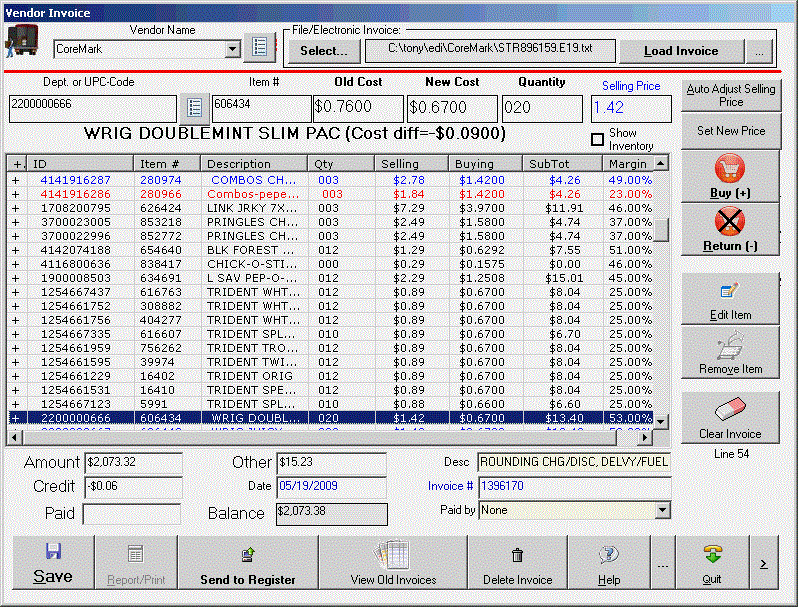 Vendor Invoice
Vendor Name
CoreMark
File/Electronic Invoice:
Select...
C:\tony\edi\CoreMark\STR896159.E19.txt
Load Invoice
...
Dept. or UPC-Code Item # Old Cost New Cost Quantity Selling Price
2200000666 606434 $0.7600 $0.6700 020 1.42
WRIG DOUBLEMINT SLIM PAC (Cost diff=-$0.0900)
Show Inventory
Auto Adjust Selling Price
Set New Price
Buy (+)
Return (-)
Edit Item
Remove Item
Clear Invoice
Line 54
+. ID Item # Description Qty Selling Buying SubTot Margin
+ 4141916287 280974 COMBOS CH... 003 $2.78 $1.4200 $4.26 49.00%
+ 4141916286 280966 Combos-pepe... 003 $1.84 $1.4200 $4.26 23.00%
+ 1708200795 626424 LINK JRKY 7X... 003 $7.29 $3.9700 $11.91 46.00%
+ 3700023005 853218 PRINGLES CH... 003 $2.49 $1.5800 $4.74 37.00%
+ 3700022996 852772 PRINGLES CH... 003 $2.49 $1.5800 $4.74 37.00%
+ 4142074188 654640 BLK FOREST ... 012 $1.29 $0.6292 $7.55 51.00%
+ 4116800636 838417 CHICK-O-STI... 000 $0.29 $0.1575 $0.00 46.00%
+ 1900008503 634691 L SAV PEP-O-... 012 $2.29 $1.2508 $15.01 45.00%
+ 1254667437 616763 TRIDENT WHT... 012 $0.89 $0.6700 $8.04 25.00%
+ 1254661752 308882 TRIDENT WHT... 012 $0.89 $0.6700 $8.04 25.00%
+ 1254661756 404277 TRIDENT WHT... 012 $0.89 $0.6700 $8.04 25.00%
+ 1254667335 616607 TRIDENT SPL... 010 $0.89 $0.6700 $6.70 25.00%
+ 1254661959 756262 TRIDENT TRO... 012 $0.89 $0.6700 $8.04 25.00%
+ 1254661595 39974 TRIDENT TWI... 012 $0.89 $0.6700 $8.04 25.00%
+ 1254661229 16402 TRIDENT ORIG 012 $0.89 $0.6700 $8.04 25.00%
+ 1254661531 16410 TRIDENT SPE... 012 $0.89 $0.6700 $8.04 25.00%
+ 1254667123 5991 TRIDENT SPL... 010 $0.88 $0.6600 $6.60 25.00%
+ 2200000666 606434 WRIG DOUBL... 020 $1.42 $0.6700 $13.40 53.00%
Amount $2,073.32 Other $15.23 Desc ROUNDING CHG/DISC, DELVY/FUEL
Credit -$0.06 Date 05/19/2009 Invoice # 1396170
Paid Balance $2,073.38 Paid by None
Save
Report/Print
Send to Register
View Old Invoices
Delete Invoice
Help
...
Quit
>